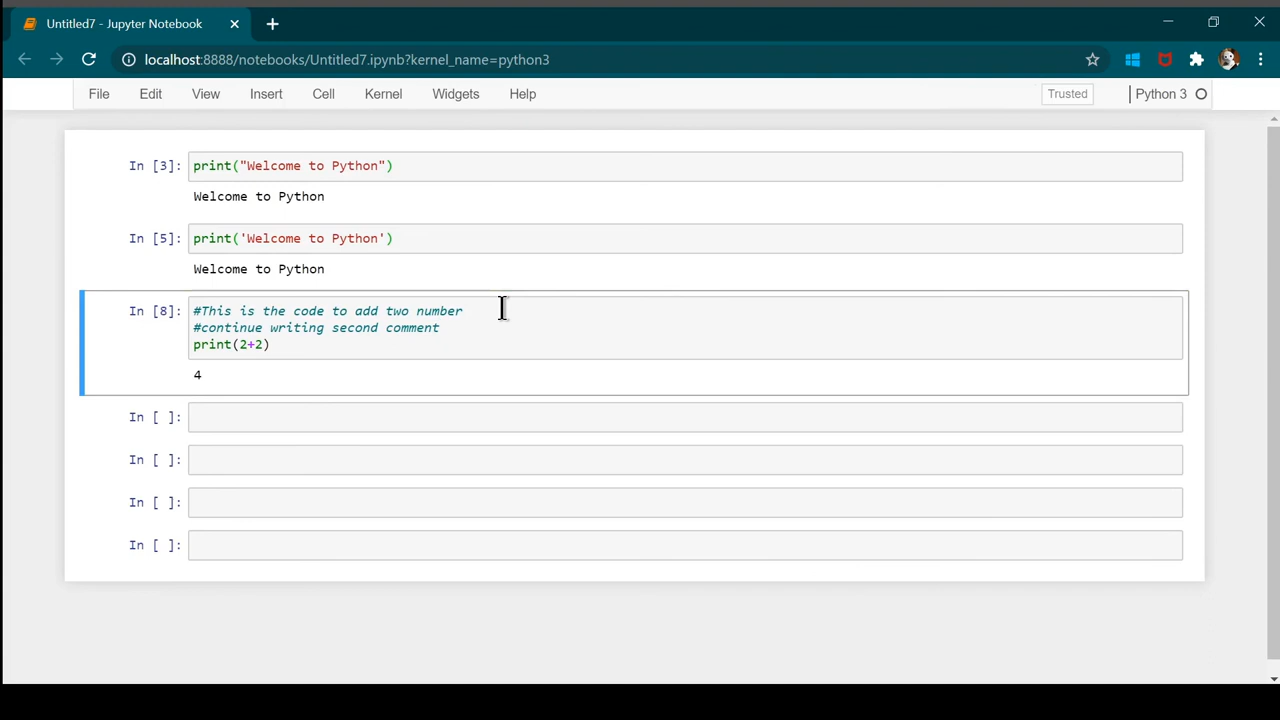 Untitled7 - Jupyter Notebook
localhost:8888/notebooks/Untitled7.ipynb?kernel_name=python3
File Edit View Insert Cell Kernel Widgets Help Trusted Python 3
In [3]: print("Welcome to Python")
Welcome to Python
In [5]: print('Welcome to Python')
Welcome to Python
In [8]: #This is the code to add two number
#continue writing second comment
print(2+2)
4
In [ ]:
In [ ]:
In [ ]:
In [ ]: